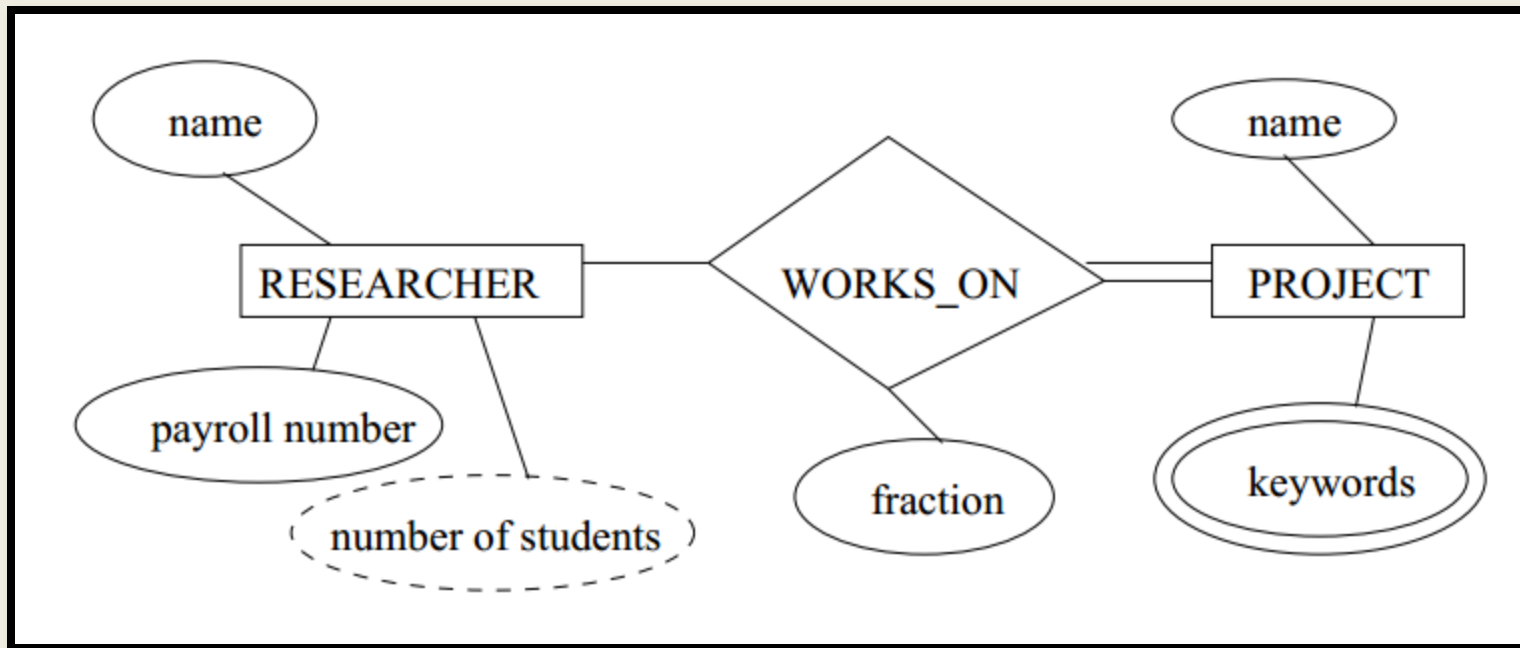 name
name
RESEARCHER
WORKS_ON
PROJECT
payroll number
number of students
fraction
keywords